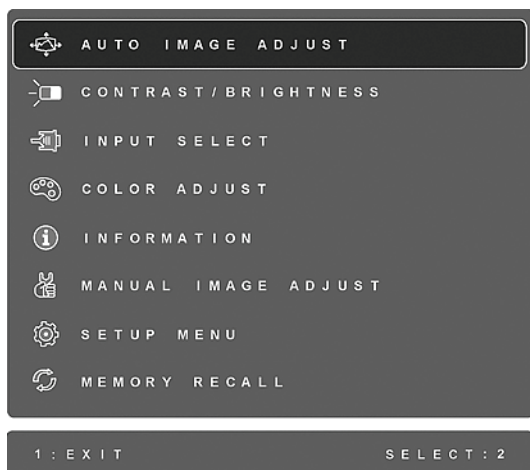 AUTO IMAGE ADJUST
CONTRAST/BRIGHTNESS
INPUT SELECT
COLOR ADJUST
INFORMATION
MANUAL IMAGE ADJUST
SETUP MENU
MEMORY RECALL
1:EXIT SELECT:2